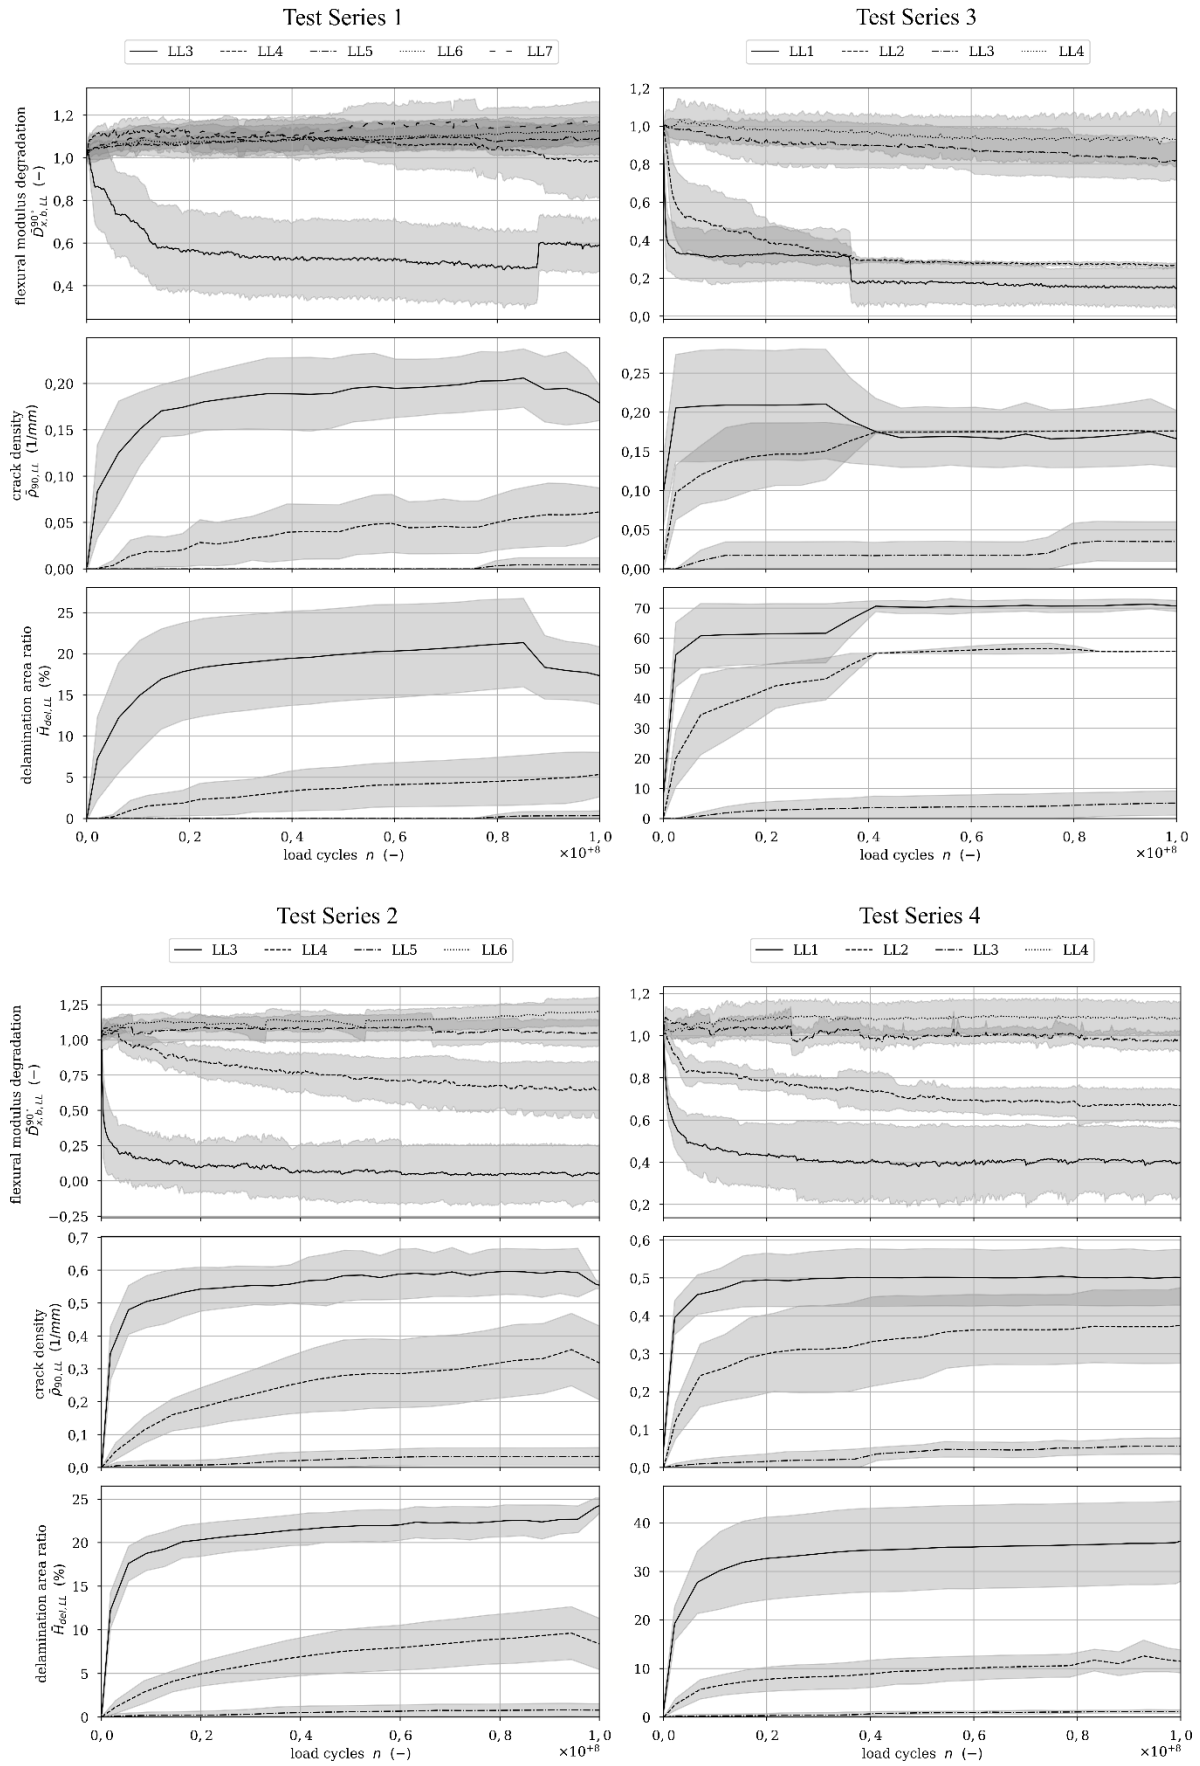 Test Series 1
LL3 LL4 LL5 LL6 LL7
flexural modulus degradation
D̄⁹⁰°ₓ,b,LL (−)
1,2
1,0
0,8
0,6
0,4
crack density
ρ̄90,LL (1/mm)
0,20
0,15
0,10
0,05
0,00
delamination area ratio
H̄del,LL (%)
25
20
15
10
5
0
0,0 0,2 0,4 0,6 0,8 1,0
load cycles n (−)
×10⁺⁸
Test Series 3
LL1 LL2 LL3 LL4
1,2
1,0
0,8
0,6
0,4
0,2
0,0
0,25
0,20
0,15
0,10
0,05
0,00
70
60
50
40
30
20
10
0
0,0 0,2 0,4 0,6 0,8 1,0
load cycles n (−)
×10⁺⁸
Test Series 2
LL3 LL4 LL5 LL6
flexural modulus degradation
D̄⁹⁰°ₓ,b,LL (−)
1,25
1,00
0,75
0,50
0,25
0,00
−0,25
crack density
ρ̄90,LL (1/mm)
0,7
0,6
0,5
0,4
0,3
0,2
0,1
0,0
delamination area ratio
H̄del,LL (%)
25
20
15
10
5
0
0,0 0,2 0,4 0,6 0,8 1,0
load cycles n (−)
×10⁺⁸
Test Series 4
LL1 LL2 LL3 LL4
1,2
1,0
0,8
0,6
0,4
0,2
0,6
0,5
0,4
0,3
0,2
0,1
0,0
40
30
20
10
0
0,0 0,2 0,4 0,6 0,8 1,0
load cycles n (−)
×10⁺⁸